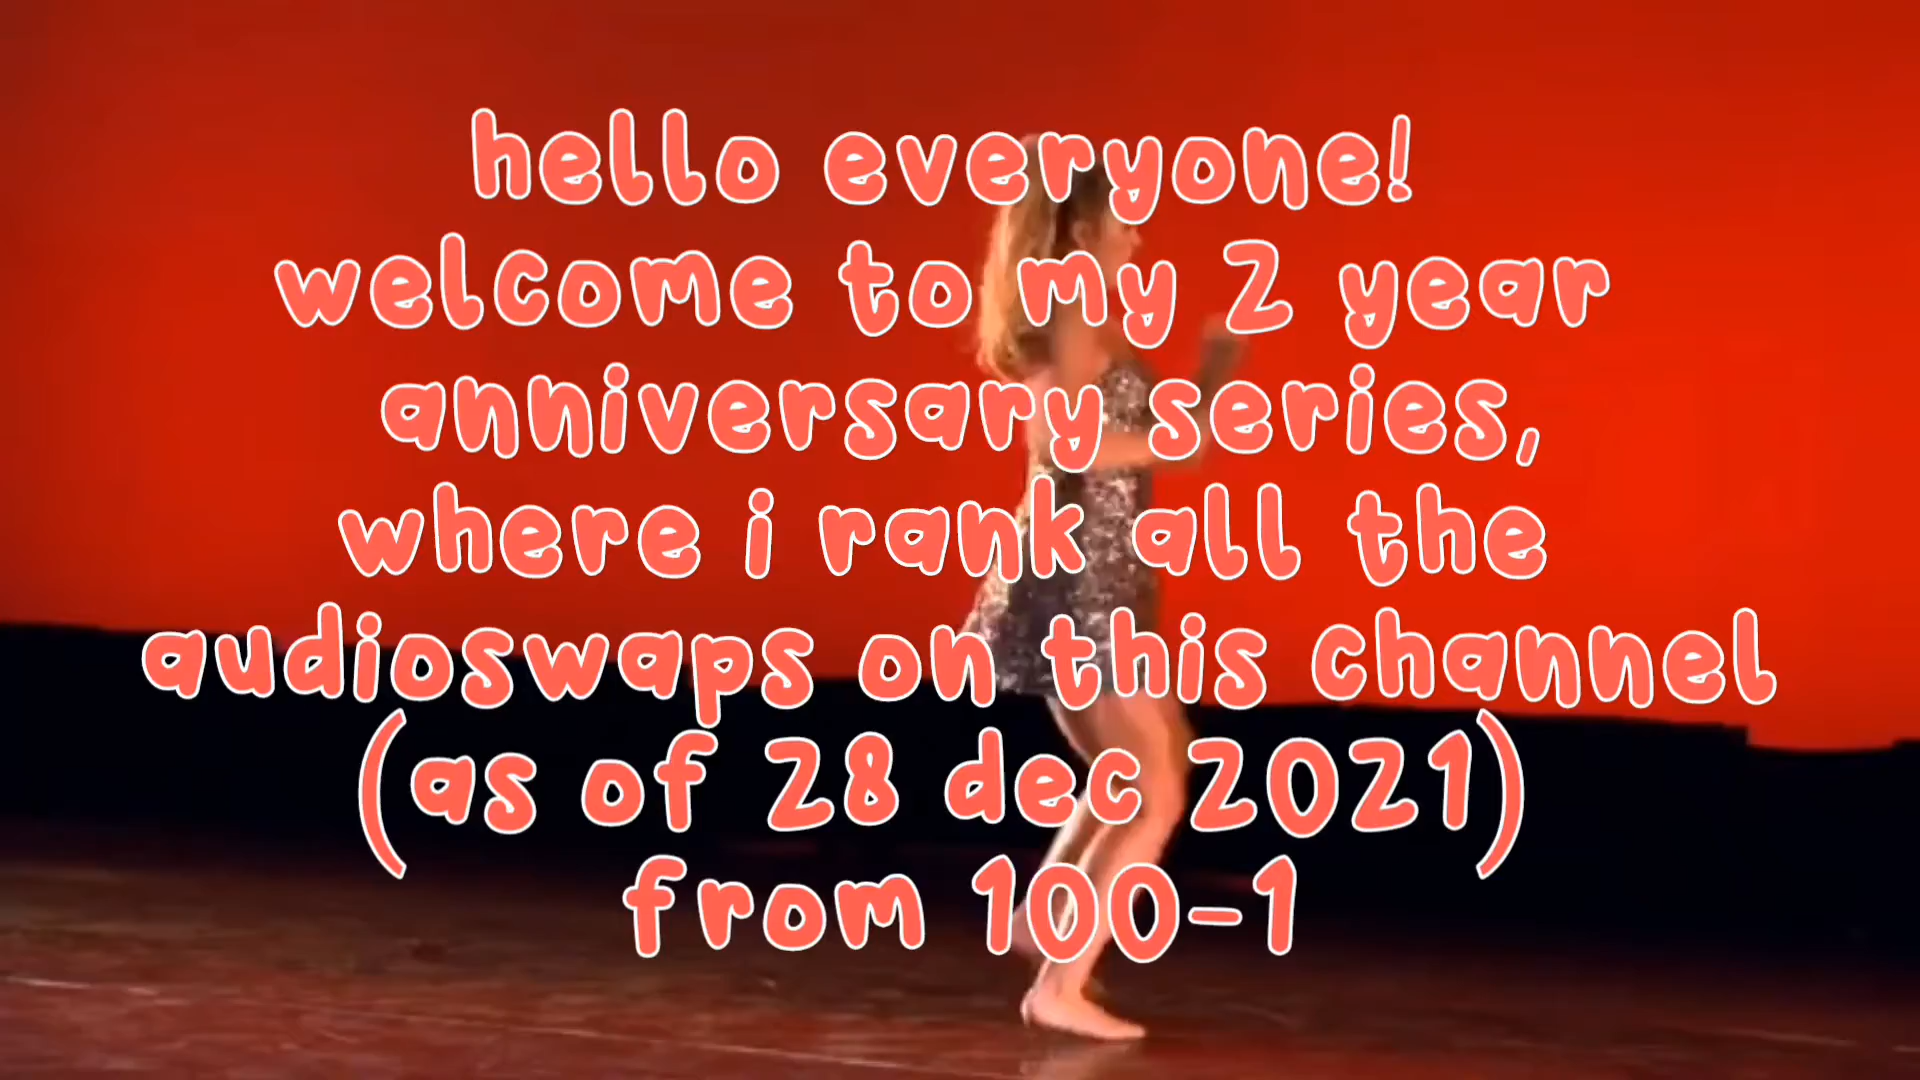 hello everyone!
welcome to my 2 year
anniversary series,
where i rank all the
audioswaps on this channel
(as of 28 dec 2021)
from 100-1